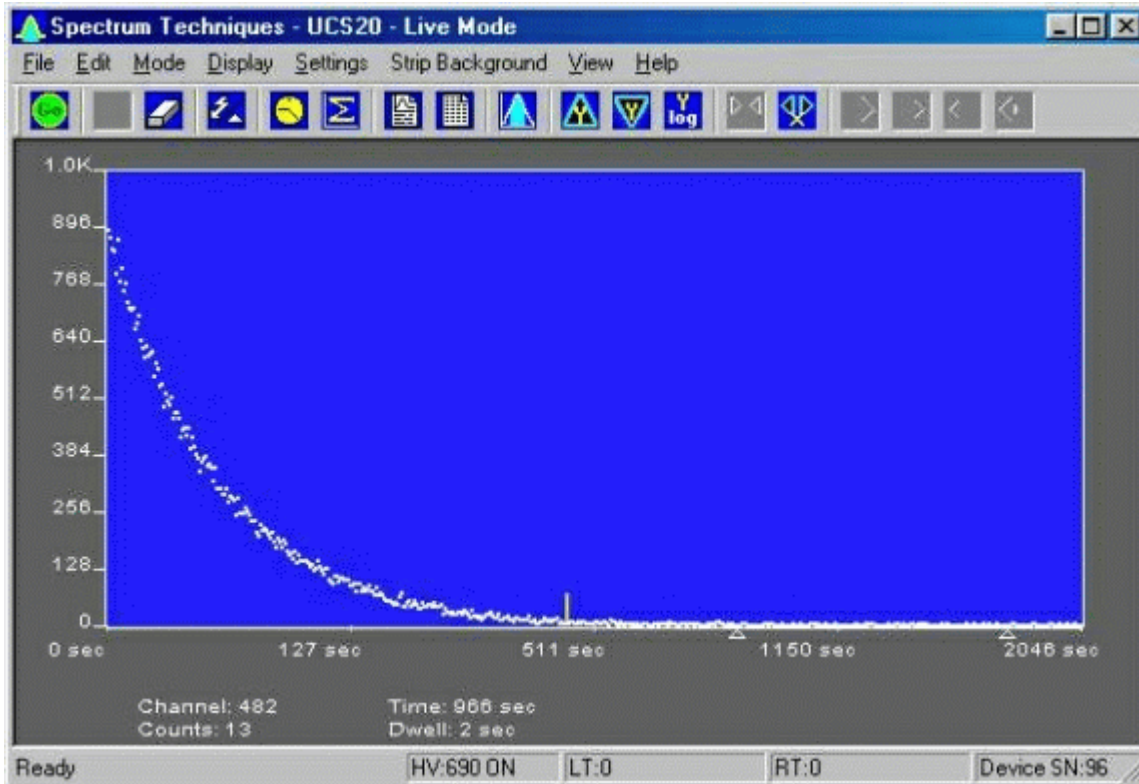 Spectrum Techniques - UCS20 - Live Mode
File Edit Mode Display Settings Strip Background View Help
Go Σ Y Y Y log
1.0K
896
768
640
512
384
256
128
0
0 sec 127 sec 511 sec 1150 sec 2046 sec
Channel: 482 Time: 966 sec
Counts: 13 Dwell: 2 sec
Ready HV:690 ON LT:0 RT:0 Device SN:96